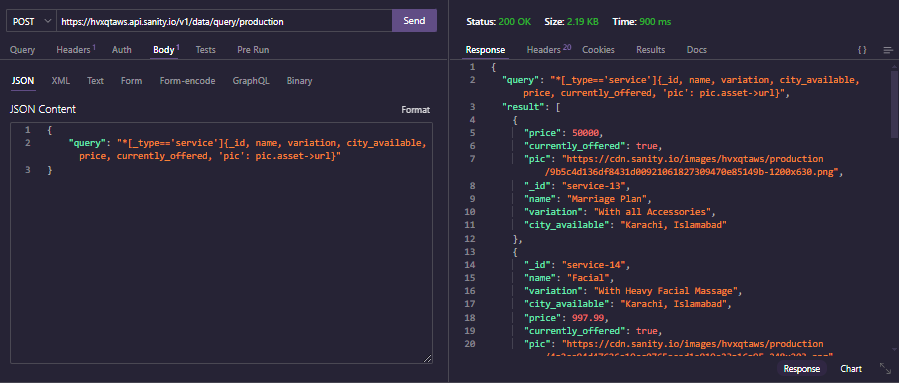 POST https://hvxqtaws.api.sanity.io/v1/data/query/production Send
Query Headers 1 Auth Body 1 Tests Pre Run
JSON XML Text Form Form-encode GraphQL Binary
JSON Content Format
1 {
2 "query": "*[_type=='service']{_id, name, variation, city_available,
price, currently_offered, 'pic': pic.asset->url}"
3 }
Status: 200 OK Size: 2.19 KB Time: 900 ms
Response Headers 20 Cookies Results Docs { }
1 {
2 "query": "*[_type=='service']{_id, name, variation, city_available,
price, currently_offered, 'pic': pic.asset->url}",
3 "result": [
4 {
5 "price": 50000,
6 "currently_offered": true,
7 "pic": "https://cdn.sanity.io/images/hvxqtaws/production
/9b5c4d136df8431d00921061827309470e85149b-1200x630.png",
8 "_id": "service-13",
9 "name": "Marriage Plan",
10 "variation": "With all Accessories",
11 "city_available": "Karachi, Islamabad"
12 },
13 {
14 "_id": "service-14",
15 "name": "Facial",
16 "variation": "With Heavy Facial Massage",
17 "city_available": "Karachi, Islamabad",
18 "price": 997.99,
19 "currently_offered": true,
20 "pic": "https://cdn.sanity.io/images/hvxqtaws/production
Response Chart